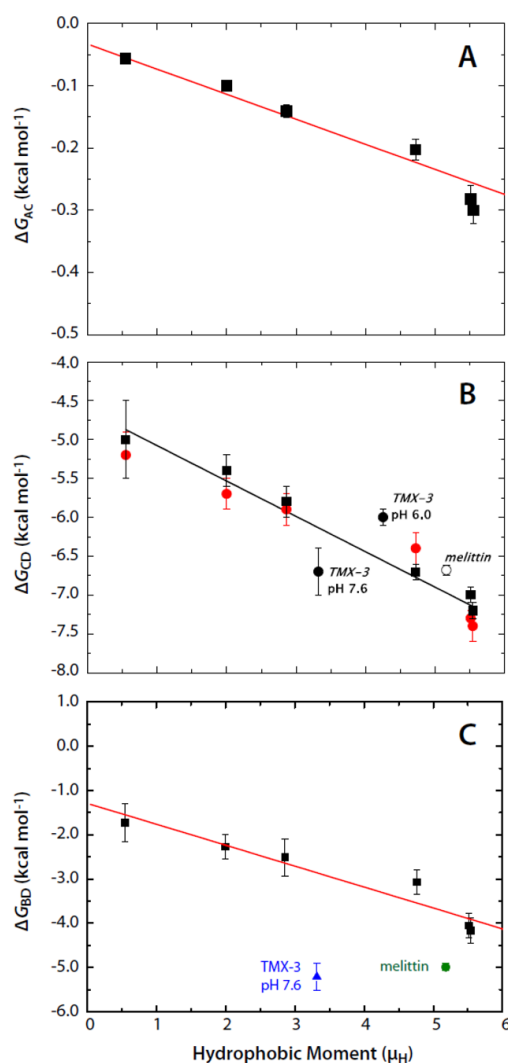 0.0
A
-0.1
-0.2
-0.3
-0.4
-0.5
ΔG_AC (kcal mol⁻¹)
-4.0
B
-4.5
-5.0
-5.5
-6.0
-6.5
-7.0
-7.5
-8.0
ΔG_CD (kcal mol⁻¹)
TMX-3
pH 6.0
melittin
TMX-3
pH 7.6
1.0
C
0.0
-1.0
-2.0
-3.0
-4.0
-5.0
-6.0
ΔG_BD (kcal mol⁻¹)
TMX-3
pH 7.6
melittin
0 1 2 3 4 5 6
Hydrophobic Moment (μ_H)